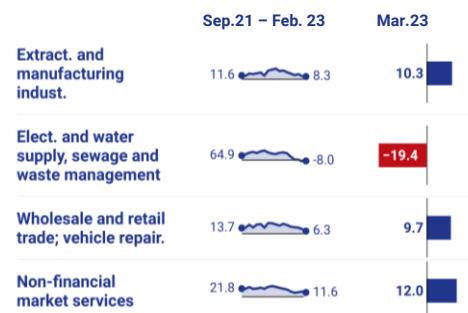 Sep.21 – Feb. 23 Mar.23
Extract. and
manufacturing
indust.
11.6 8.3 10.3
Elect. and water
supply, sewage and
waste management
64.9 -8.0 −19.4
Wholesale and retail
trade; vehicle repair.
13.7 6.3 9.7
Non-financial
market services
21.8 11.6 12.0